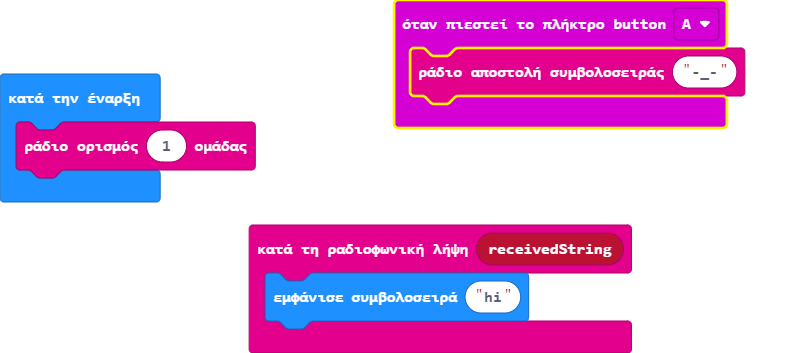 όταν πιεστεί το πλήκτρο button A
ράδιο αποστολή συμβολοσειράς "-_-"
κατά την έναρξη
ράδιο ορισμός 1 ομάδας
κατά τη ραδιοφωνική λήψη receivedString
εμφάνισε συμβολοσειρά "hi"